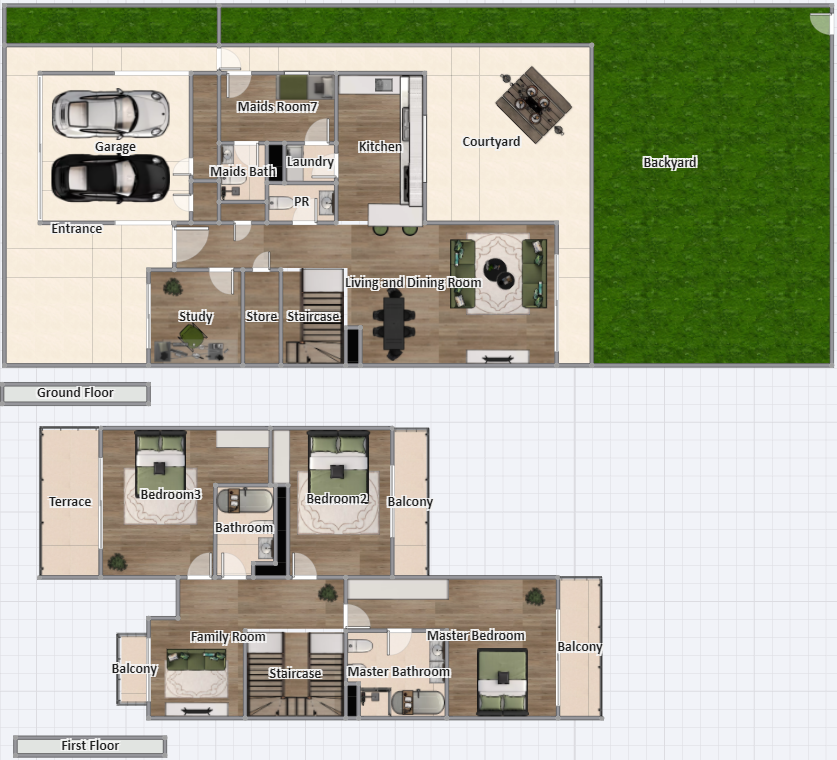 Maids Room7
Garage
Kitchen
Courtyard
Laundry
Backyard
Maids Bath
PR
Entrance
Living and Dining Room
Study
Store
Staircase
Ground Floor
Terrace
Bedroom3
Bedroom2
Balcony
Bathroom
Family Room
Master Bedroom
Balcony
Balcony
Staircase
Master Bathroom
First Floor